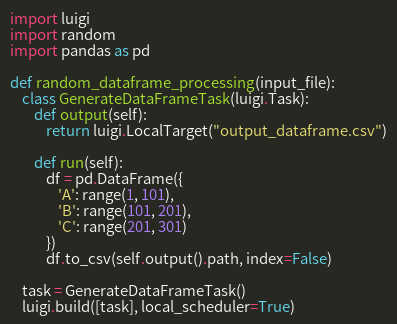 import luigi
import random
import pandas as pd

def random_dataframe_processing(input_file):
    class GenerateDataFrameTask(luigi.Task):
        def output(self):
            return luigi.LocalTarget("output_dataframe.csv")

        def run(self):
            df = pd.DataFrame({
                'A': range(1, 101),
                'B': range(101, 201),
                'C': range(201, 301)
            })
            df.to_csv(self.output().path, index=False)

    task = GenerateDataFrameTask()
    luigi.build([task], local_scheduler=True)